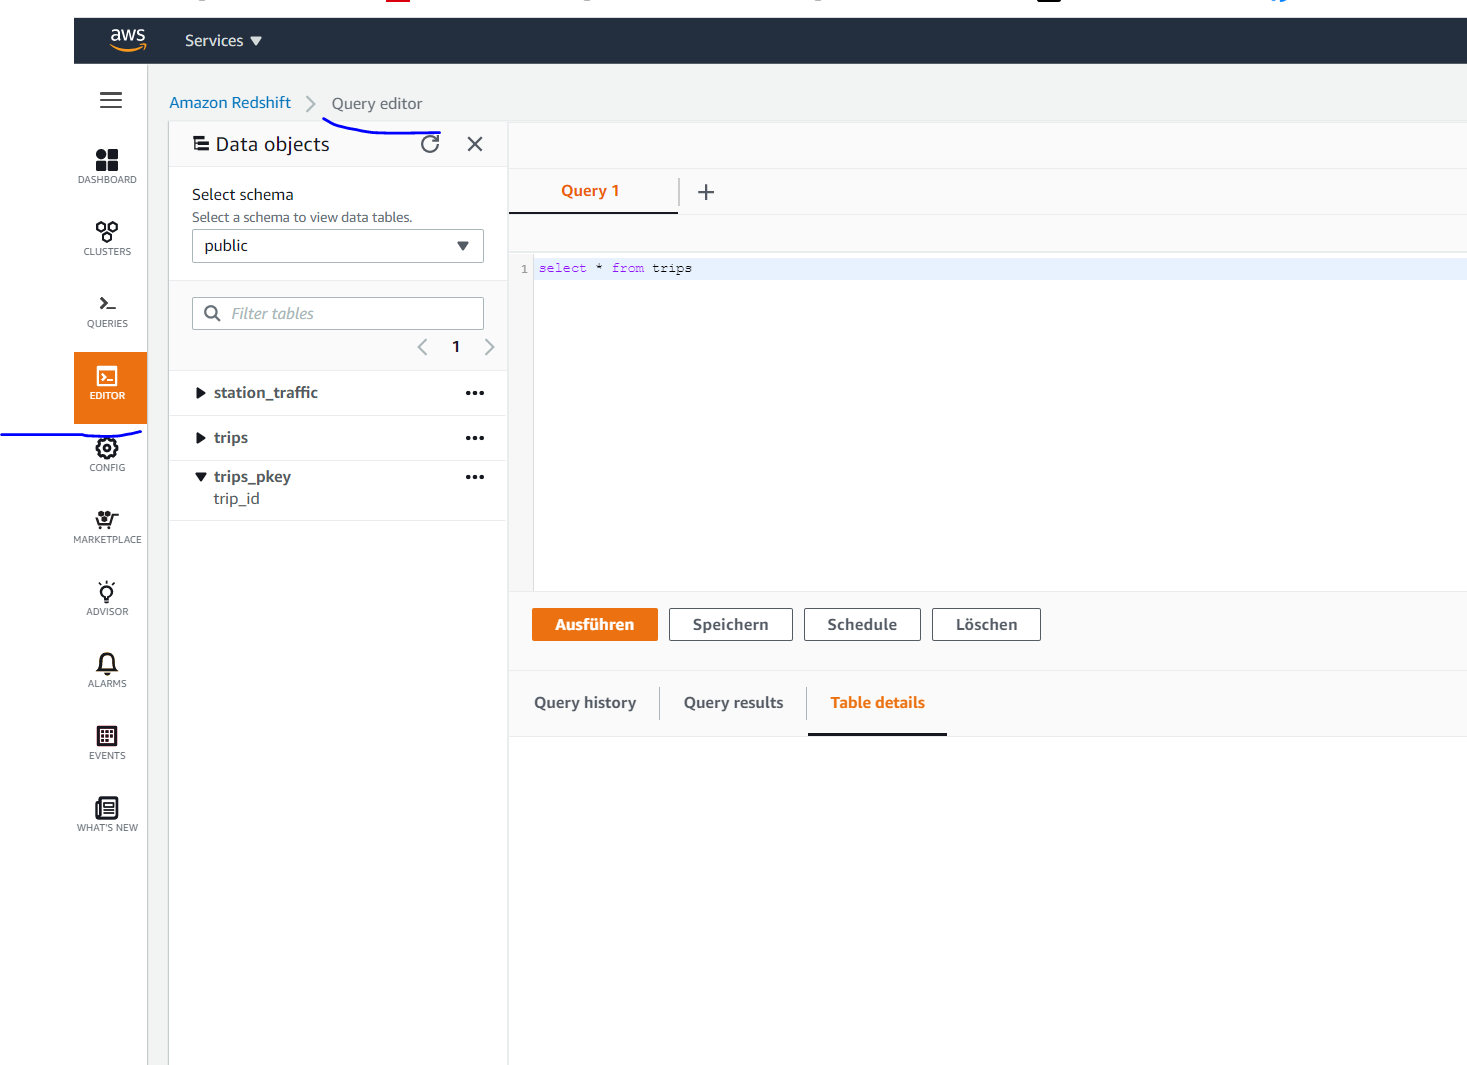 aws
Services
Amazon Redshift
Query editor
DASHBOARD
CLUSTERS
QUERIES
EDITOR
CONFIG
MARKETPLACE
ADVISOR
ALARMS
EVENTS
WHAT'S NEW
Data objects
Select schema
Select a schema to view data tables.
public
Filter tables
1
station_traffic
trips
trips_pkey
trip_id
Query 1
1 select * from trips
Ausführen Speichern Schedule Löschen
Query history Query results Table details